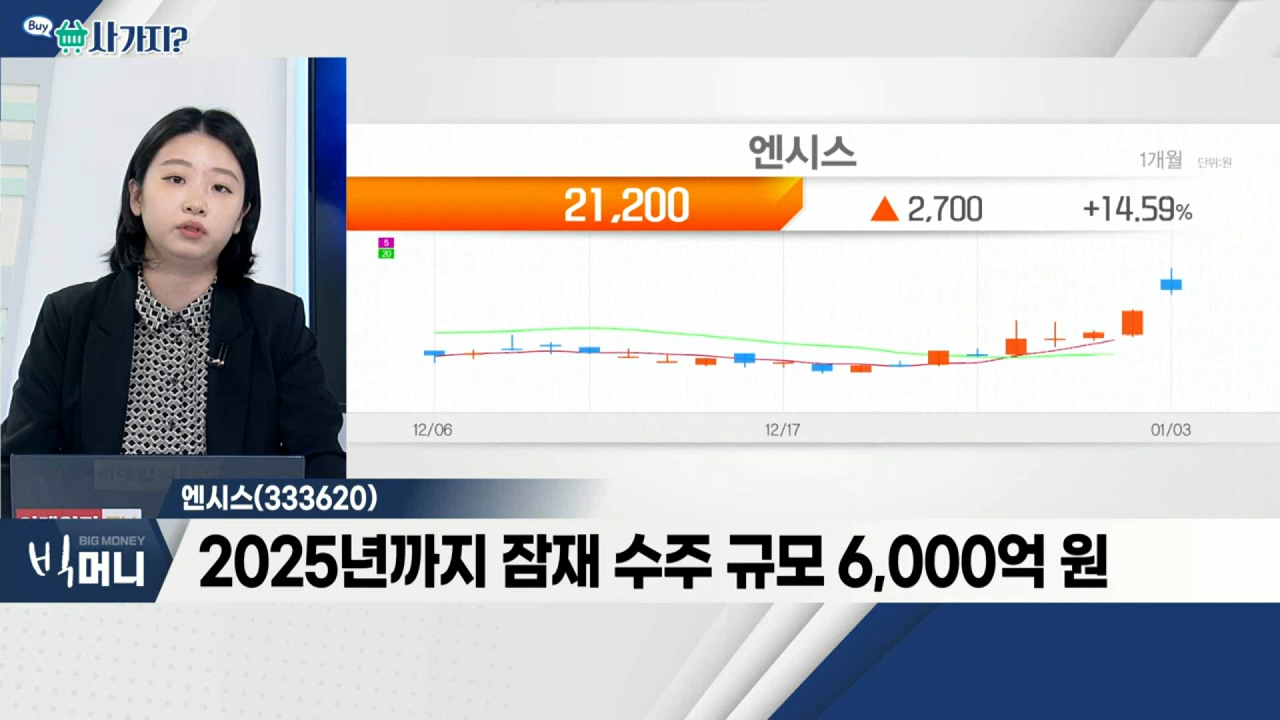 Buy
사가지?
엔시스
1개월 단위:원
21,200 ▲ 2,700 +14.59%
5
20
12/06 12/17 01/03
엔시스(333620)
BIG MONEY
빅머니
2025년까지 잠재 수주 규모 6,000억 원